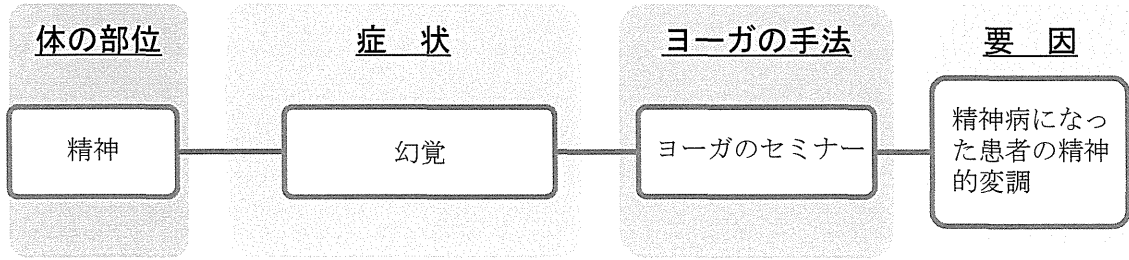 体の部位
症 状
ヨーガの手法
要 因
精神
幻覚
ヨーガのセミナー
精神病になっ
た患者の精神
的変調